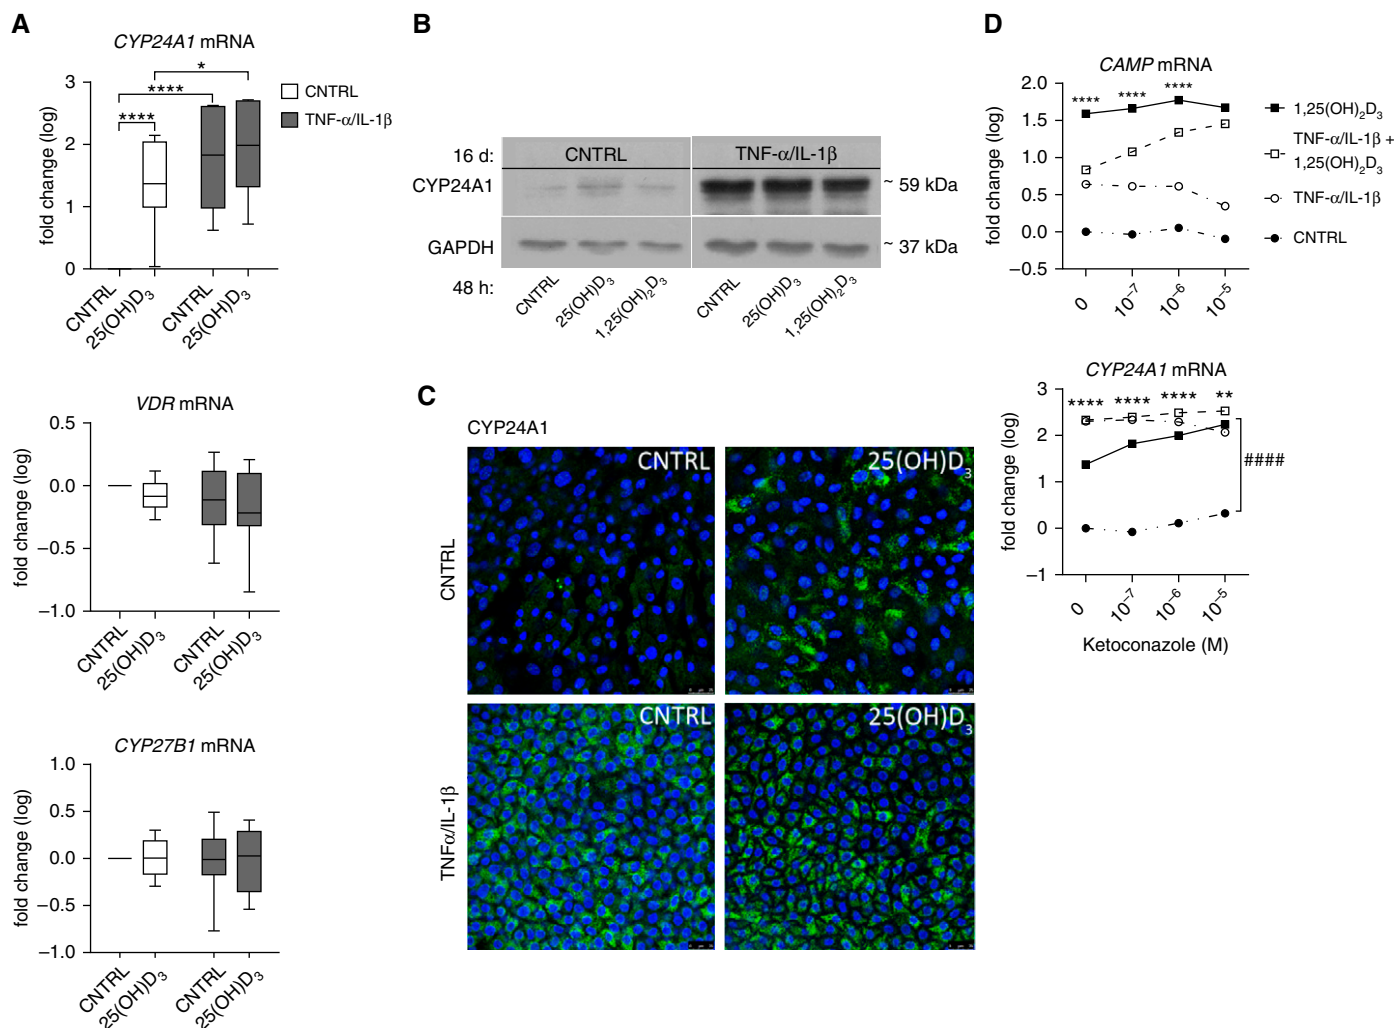 A
CYP24A1 mRNA
fold change (log)
3
2
1
0
*
****
****
CNTRL
TNF-α/IL-1β
CNTRL
25(OH)D3
CNTRL
25(OH)D3
VDR mRNA
fold change (log)
0.5
0.0
−0.5
−1.0
CNTRL
25(OH)D3
CNTRL
25(OH)D3
CYP27B1 mRNA
fold change (log)
1.0
0.5
0.0
−0.5
−1.0
CNTRL
25(OH)D3
CNTRL
25(OH)D3
B
16 d: CNTRL TNF-α/IL-1β
CYP24A1 ~ 59 kDa
GAPDH ~ 37 kDa
48 h: CNTRL 25(OH)D3 1,25(OH)2D3 CNTRL 25(OH)D3 1,25(OH)2D3
C
CYP24A1
CNTRL
CNTRL
25(OH)D3
TNFα/IL-1β
CNTRL
25(OH)D3
D
CAMP mRNA
fold change (log)
2.0
1.5
1.0
0.5
0.0
−0.5
**** **** ****
0 10−7 10−6 10−5
1,25(OH)2D3
TNF-α/IL-1β +
1,25(OH)2D3
TNF-α/IL-1β
CNTRL
CYP24A1 mRNA
fold change (log)
3
2
1
0
−1
**** **** **** **
####
0 10−7 10−6 10−5
Ketoconazole (M)